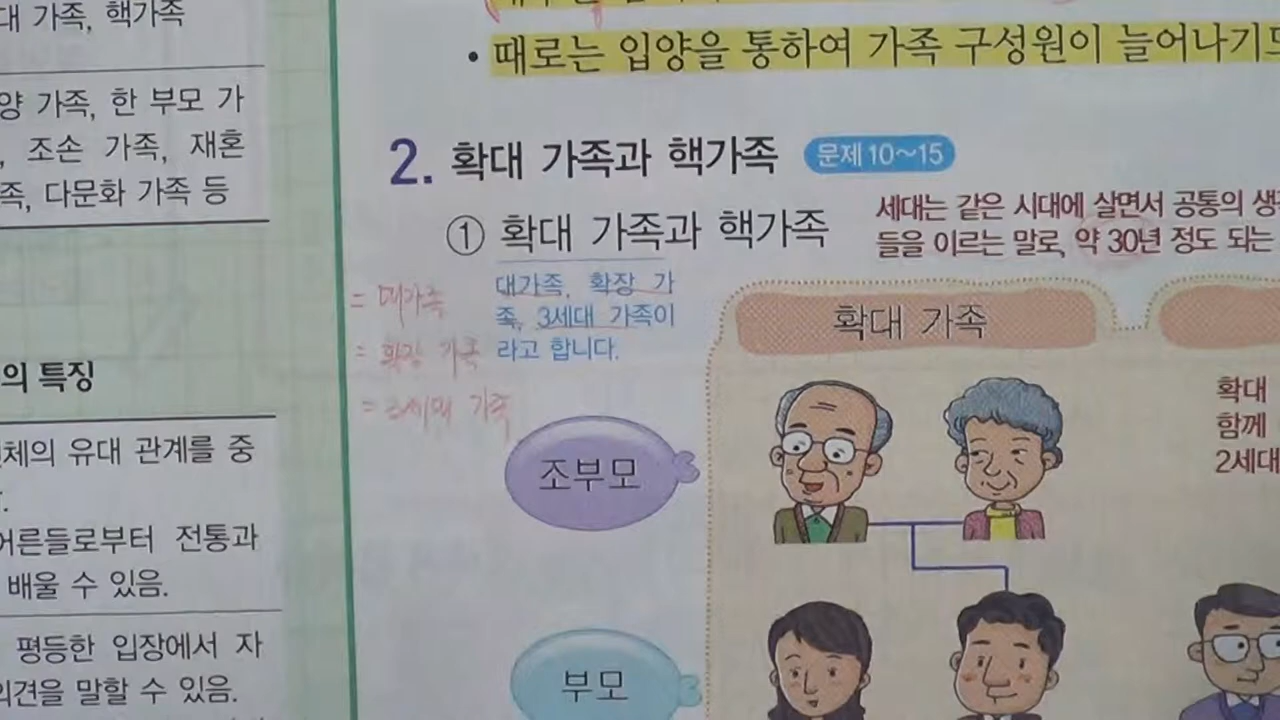 대 가족, 핵가족
양 가족, 한 부모 가
, 조손 가족, 재혼
족, 다문화 가족 등
의 특징
체의 유대 관계를 중
어른들로부터 전통과
배울 수 있음.
평등한 입장에서 자
의견을 말할 수 있음.
• 때로는 입양을 통하여 가족 구성원이 늘어나기도
2. 확대 가족과 핵가족 문제 10~15
① 확대 가족과 핵가족
세대는 같은 시대에 살면서 공통의 생
들을 이르는 말로, 약 30년 정도 되는
대가족, 확장 가
족, 3세대 가족이
라고 합니다.
= 대가족
= 확장 가족
= 3세대 가족
확대 가족
확대
함께
2세대
조부모
부모